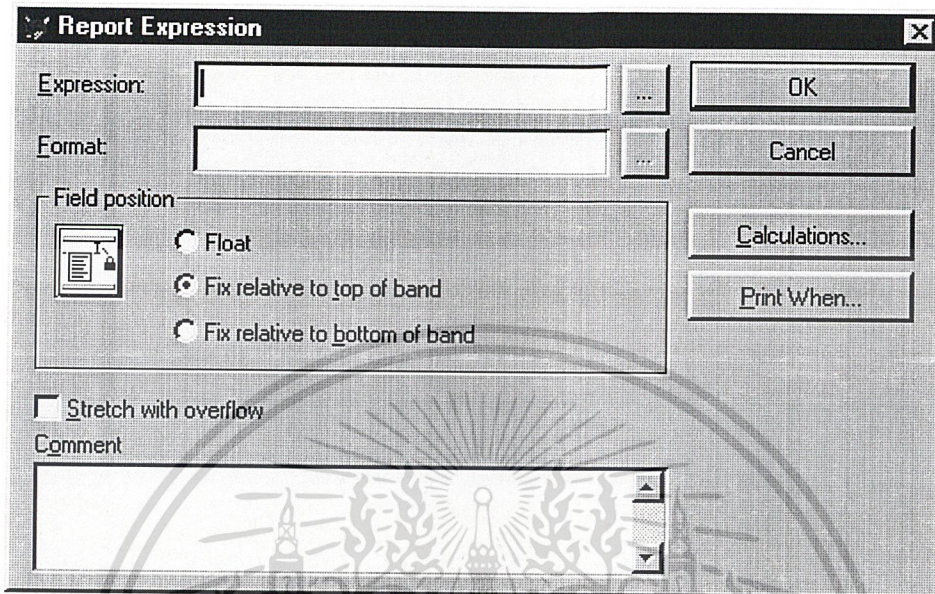 Report Expression
Expression:
...
OK
Format:
...
Cancel
Field position
Float
Fix relative to top of band
Fix relative to bottom of band
Calculations...
Print When...
Stretch with overflow
Comment